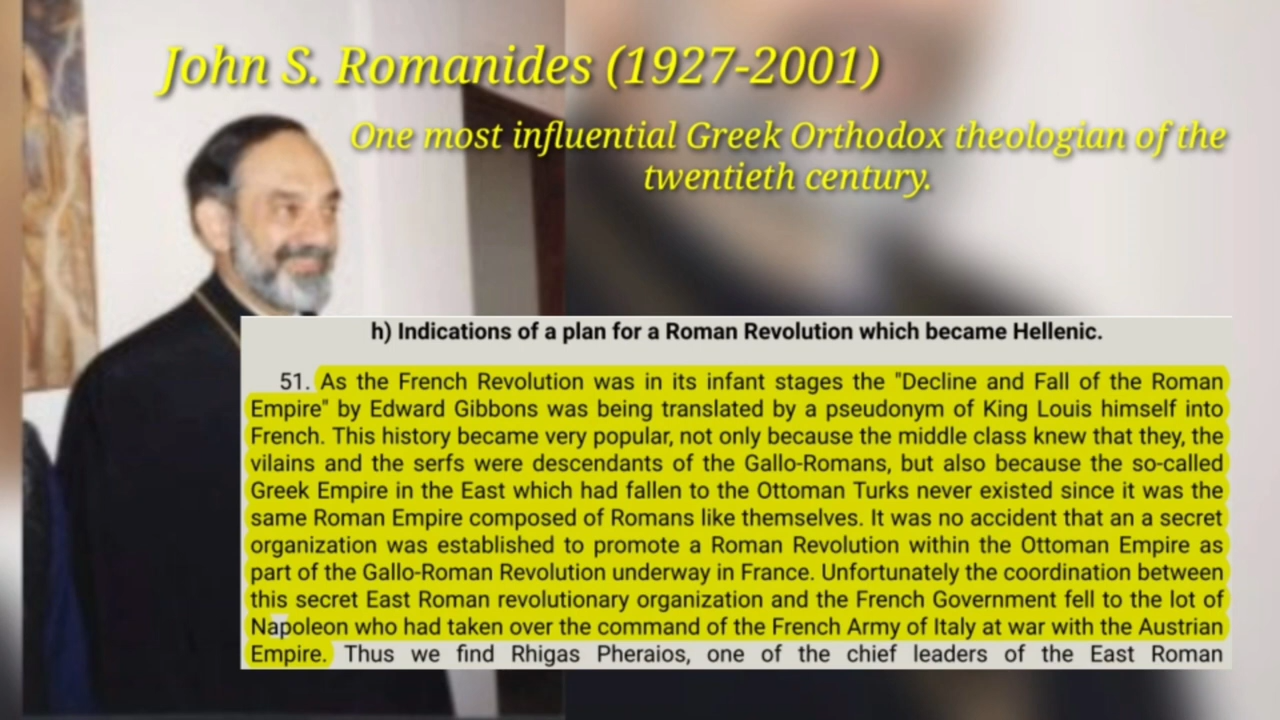 John S. Romanides (1927-2001)
One most influential Greek Orthodox theologian of the
twentieth century.
h) Indications of a plan for a Roman Revolution which became Hellenic.
51. As the French Revolution was in its infant stages the "Decline and Fall of the Roman
Empire" by Edward Gibbons was being translated by a pseudonym of King Louis himself into
French. This history became very popular, not only because the middle class knew that they, the
vilains and the serfs were descendants of the Gallo-Romans, but also because the so-called
Greek Empire in the East which had fallen to the Ottoman Turks never existed since it was the
same Roman Empire composed of Romans like themselves. It was no accident that an a secret
organization was established to promote a Roman Revolution within the Ottoman Empire as
part of the Gallo-Roman Revolution underway in France. Unfortunately the coordination between
this secret East Roman revolutionary organization and the French Government fell to the lot of
Napoleon who had taken over the command of the French Army of Italy at war with the Austrian
Empire. Thus we find Rhigas Pheraios, one of the chief leaders of the East Roman